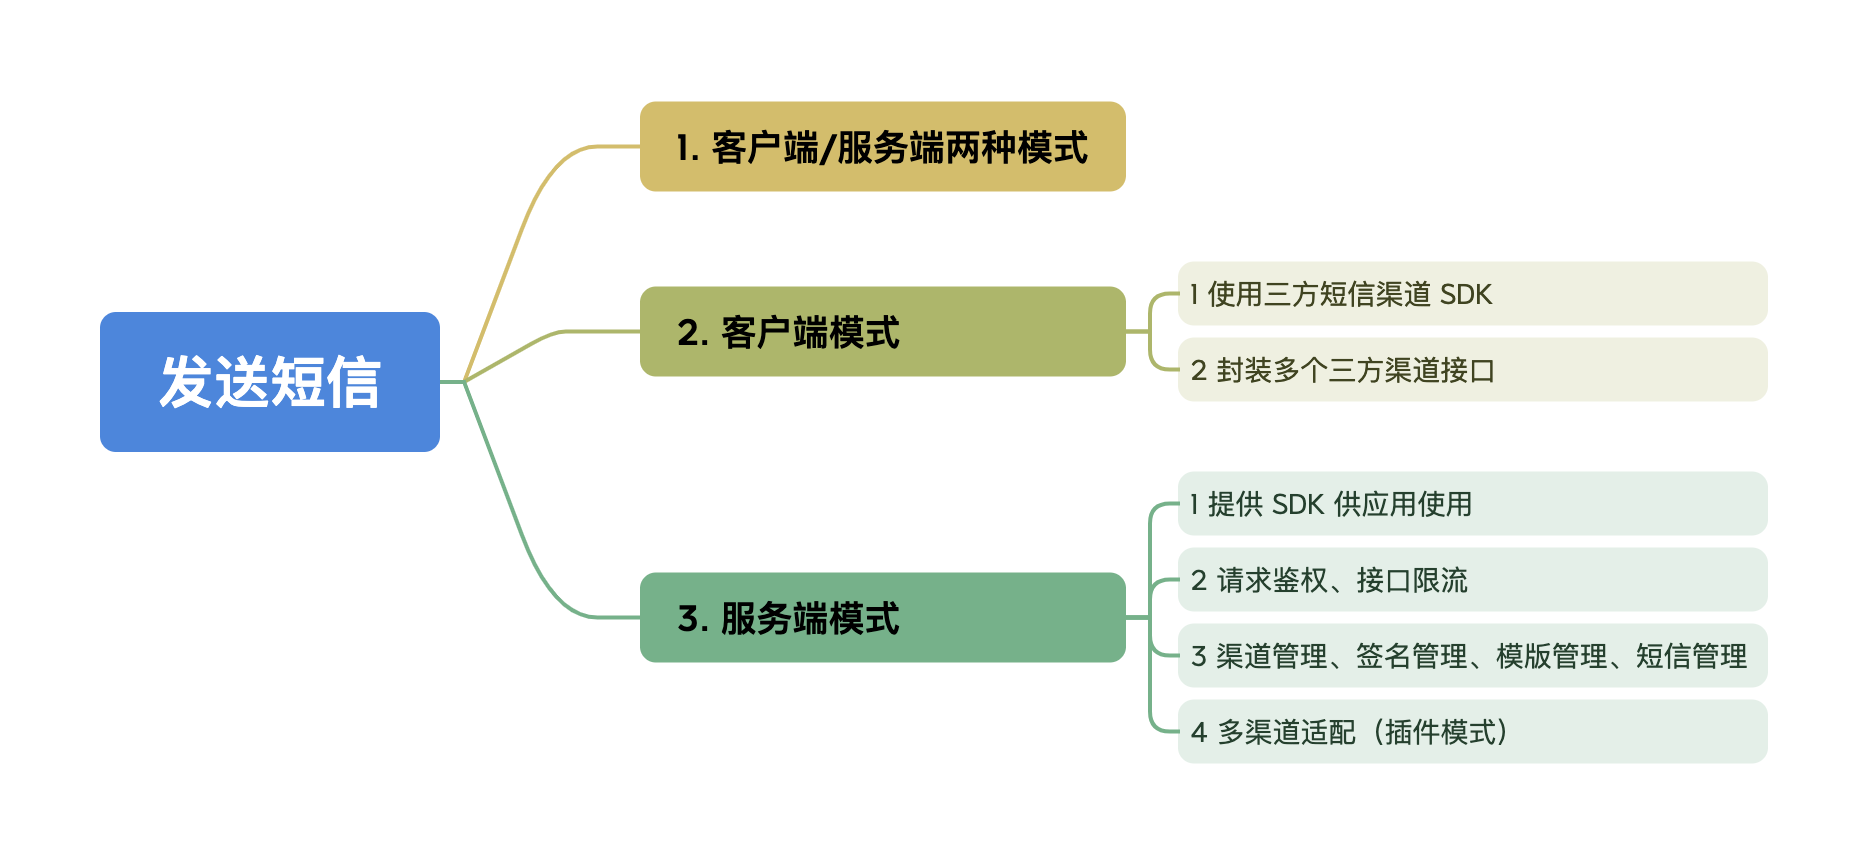 发送短信
1. 客户端/服务端两种模式
2. 客户端模式
1 使用三方短信渠道 SDK
2 封装多个三方渠道接口
3. 服务端模式
1 提供 SDK 供应用使用
2 请求鉴权、接口限流
3 渠道管理、签名管理、模版管理、短信管理
4 多渠道适配（插件模式）